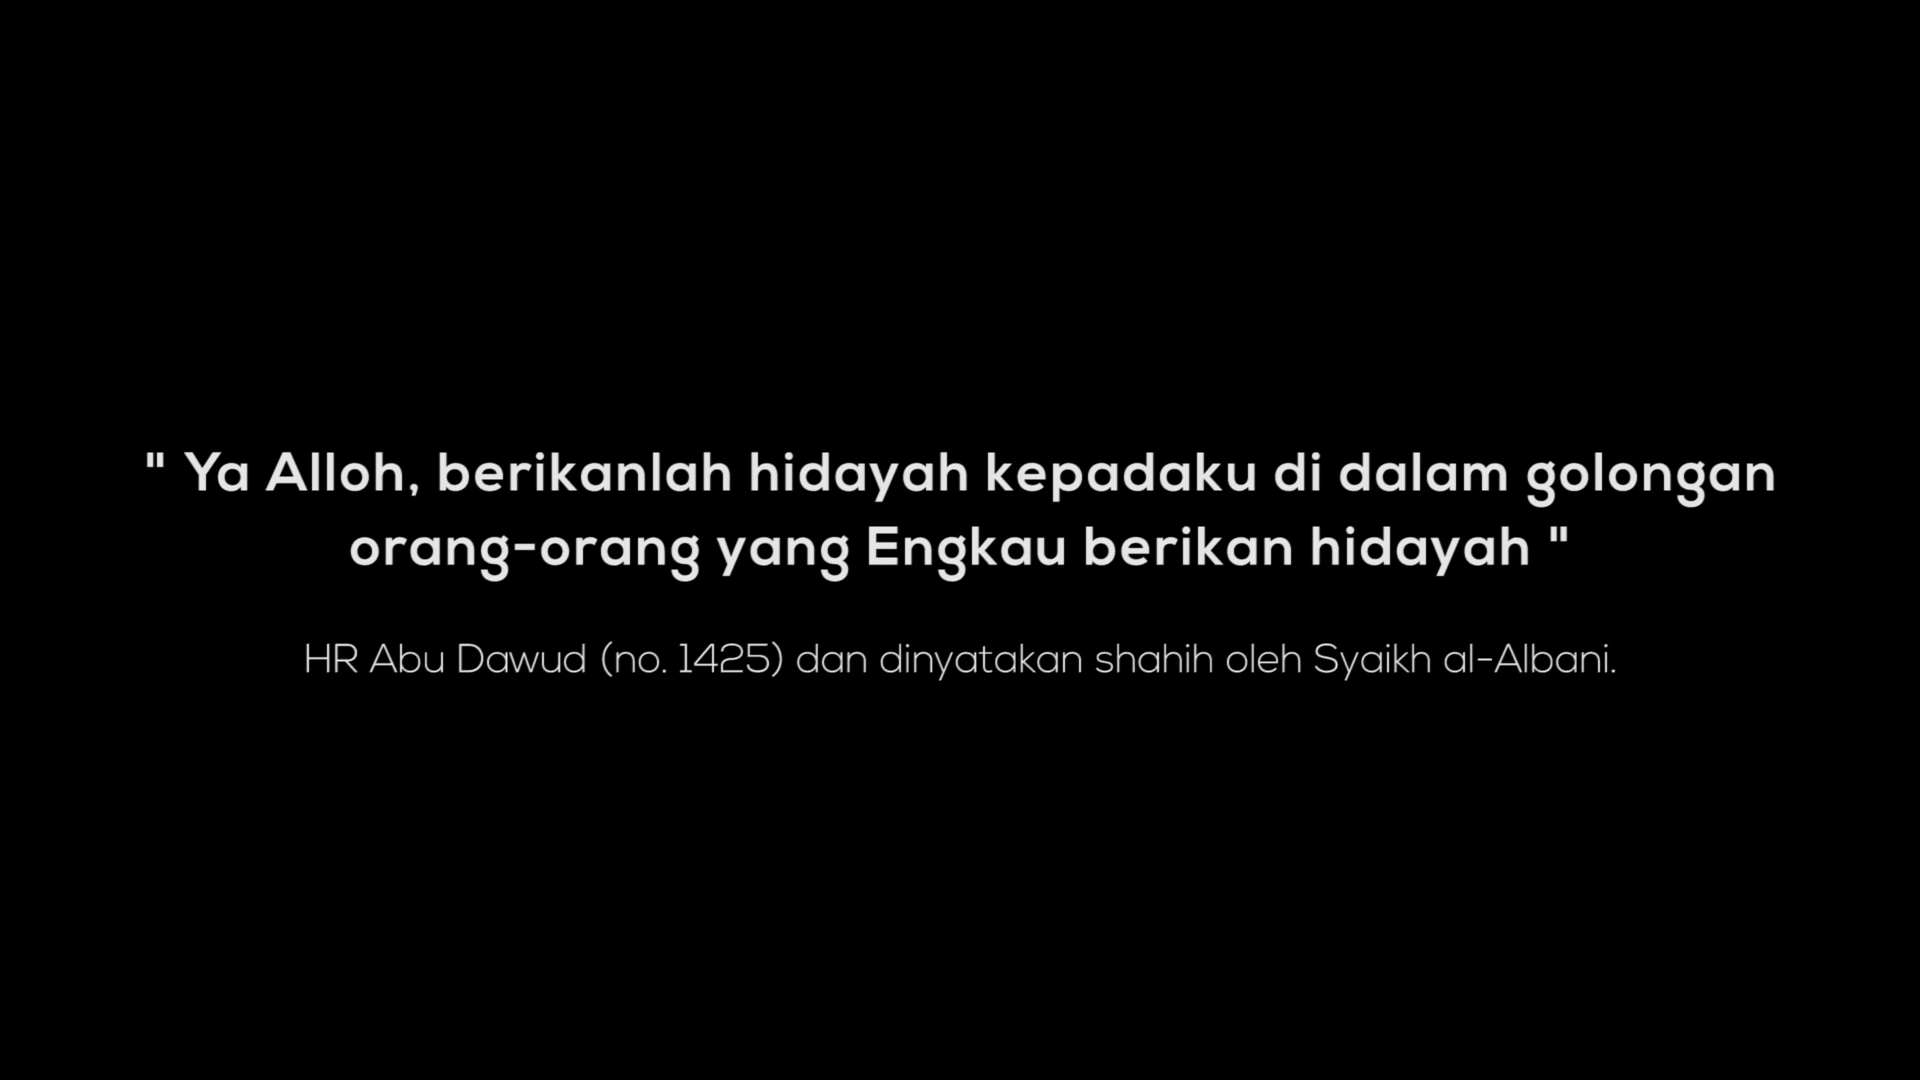 " Ya Alloh, berikanlah hidayah kepadaku di dalam golongan
orang-orang yang Engkau berikan hidayah "
HR Abu Dawud (no. 1425) dan dinyatakan shahih oleh Syaikh al-Albani.